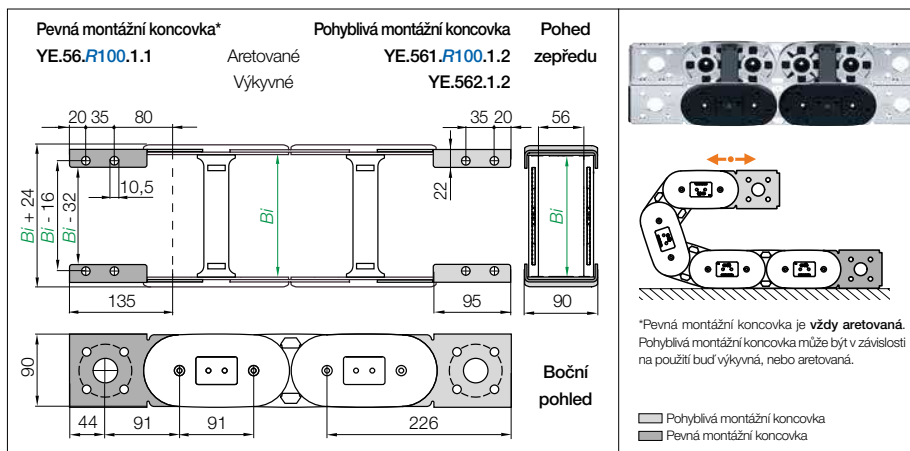 Pevná montážní koncovka* Pohyblivá montážní koncovka Pohed
YE.56.R100.1.1 Aretované YE.561.R100.1.2 zepředu
Výkyvné YE.562.1.2
20 35 80 35 20 56
10,5 22
Bi + 24 Bi - 16 Bi - 32 Bi Bi
135 95 90
90 Boční
pohled
44 91 91 226
*Pevná montážní koncovka je vždy aretovaná.
Pohyblivá montážní koncovka může být v závislosti
na použití buď výkyvná, nebo aretovaná.
Pohyblivá montážní koncovka
Pevná montážní koncovka